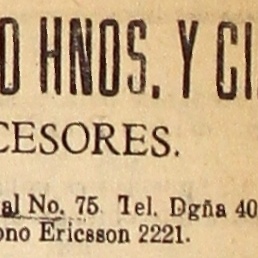 O HNOS. Y CI
CESORES.
al No. 75 Tel. Dgña 40
ono Ericsson 2221.